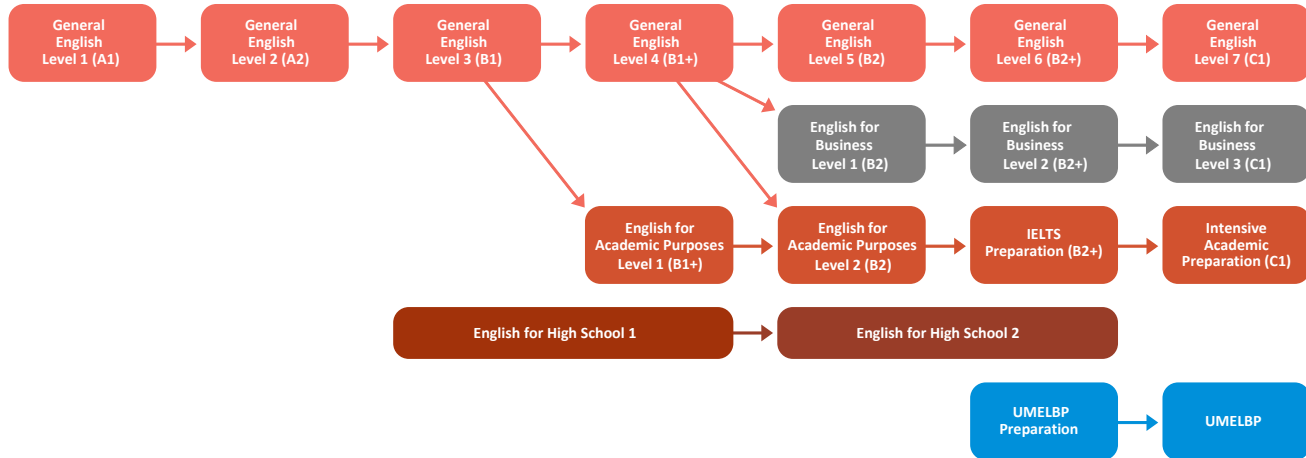 General
English
Level 1 (A1)
General
English
Level 2 (A2)
General
English
Level 3 (B1)
General
English
Level 4 (B1+)
General
English
Level 5 (B2)
General
English
Level 6 (B2+)
General
English
Level 7 (C1)
English for
Business
Level 1 (B2)
English for
Business
Level 2 (B2+)
English for
Business
Level 3 (C1)
English for
Academic Purposes
Level 1 (B1+)
English for
Academic Purposes
Level 2 (B2)
IELTS
Preparation (B2+)
Intensive
Academic
Preparation (C1)
English for High School 1
English for High School 2
UMELBP
Preparation
UMELBP